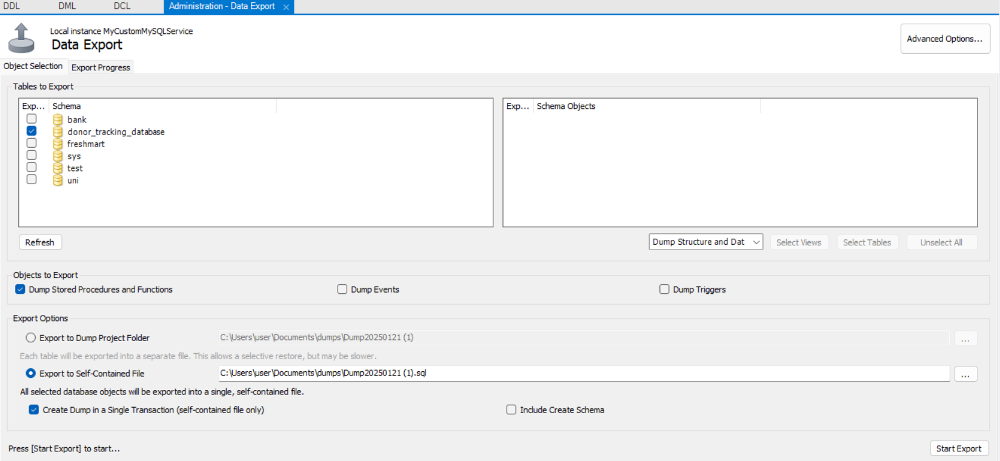 DDL DML DCL Administration - Data Export
Local instance MyCustomMySQLService
Data Export
Advanced Options...
Object Selection Export Progress
Tables to Export
Exp... Schema
bank
donor_tracking_database
freshmart
sys
test
uni
Exp... Schema Objects
Refresh
Dump Structure and Dat Select Views Select Tables Unselect All
Objects to Export
Dump Stored Procedures and Functions Dump Events Dump Triggers
Export Options
Export to Dump Project Folder C:\Users\user\Documents\dumps\Dump20250121 (1) ...
Each table will be exported into a separate file. This allows a selective restore, but may be slower.
Export to Self-Contained File C:\Users\user\Documents\dumps\Dump20250121 (1).sql ...
All selected database objects will be exported into a single, self-contained file.
Create Dump in a Single Transaction (self-contained file only) Include Create Schema
Press [Start Export] to start... Start Export